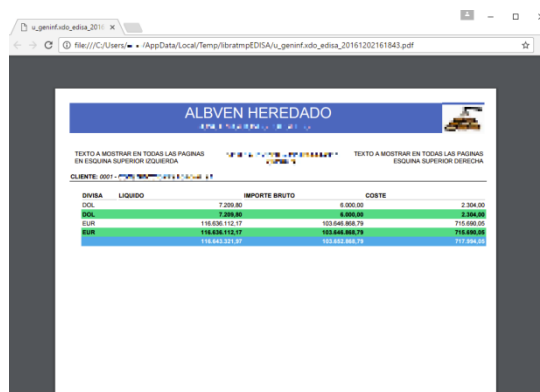 u_geninf.xdo_edisa_2016
file:///C:/Users/ /AppData/Local/Temp/libratmpEDISA/u_geninf.xdo_edisa_20161202161843.pdf
ALBVEN HEREDADO
TEXTO A MOSTRAR EN TODAS LAS PAGINAS
EN ESQUINA SUPERIOR IZQUIERDA
TEXTO A MOSTRAR EN TODAS LAS PAGINAS
ESQUINA SUPERIOR DERECHA
CLIENTE: 0001 -
DIVISA LIQUIDO IMPORTE BRUTO COSTE
DOL 7.209,80 6.000,00 2.304,00
DOL 7.209,80 6.000,00 2.304,00
EUR 116.636.112,17 103.646.868,79 715.690,05
EUR 116.636.112,17 103.646.868,79 715.690,05
116.643.321,97 103.652.868,79 717.994,05